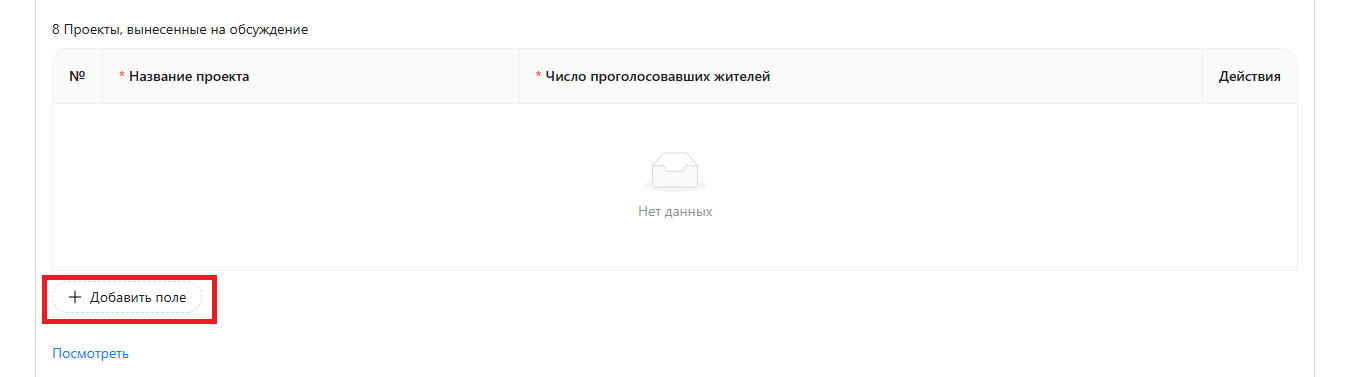 8 Проекты, вынесенные на обсуждение
№ * Название проекта * Число проголосовавших жителей Действия
Нет данных
+ Добавить поле
Посмотреть